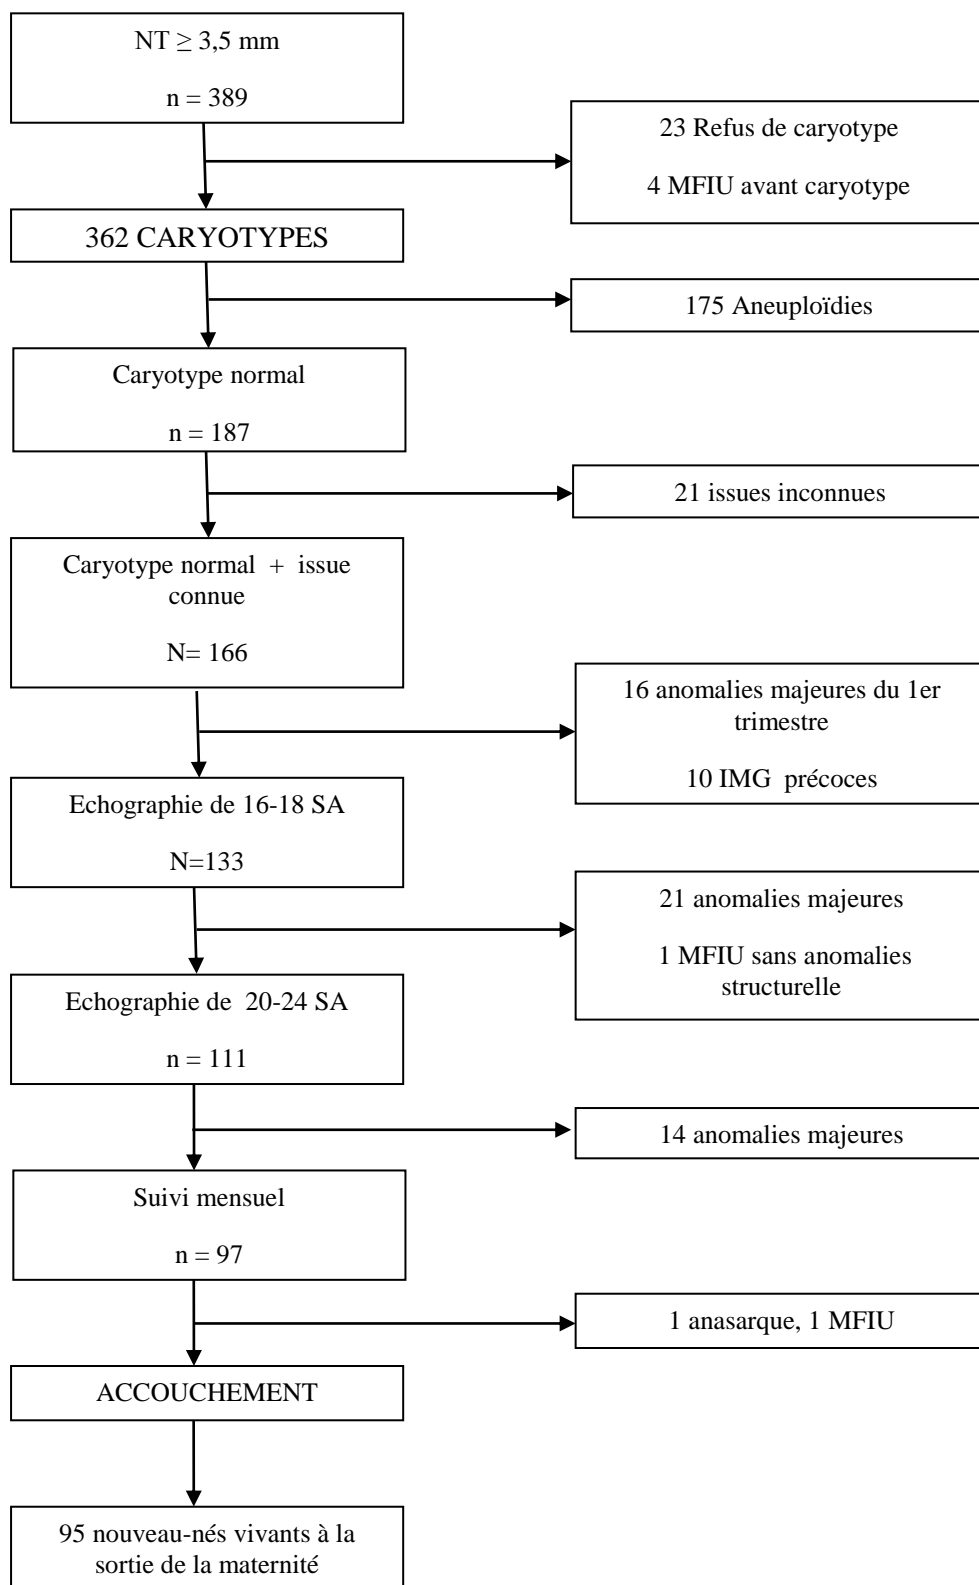 NT ≥ 3,5 mm
n = 389
23 Refus de caryotype
4 MFIU avant caryotype
362 CARYOTYPES
175 Aneuploïdies
Caryotype normal
n = 187
21 issues inconnues
Caryotype normal + issue
connue
N= 166
16 anomalies majeures du 1er
trimestre
10 IMG précoces
Echographie de 16-18 SA
N=133
21 anomalies majeures
1 MFIU sans anomalies
structurelle
Echographie de 20-24 SA
n = 111
14 anomalies majeures
Suivi mensuel
n = 97
1 anasarque, 1 MFIU
ACCOUCHEMENT
95 nouveau-nés vivants à la
sortie de la maternité